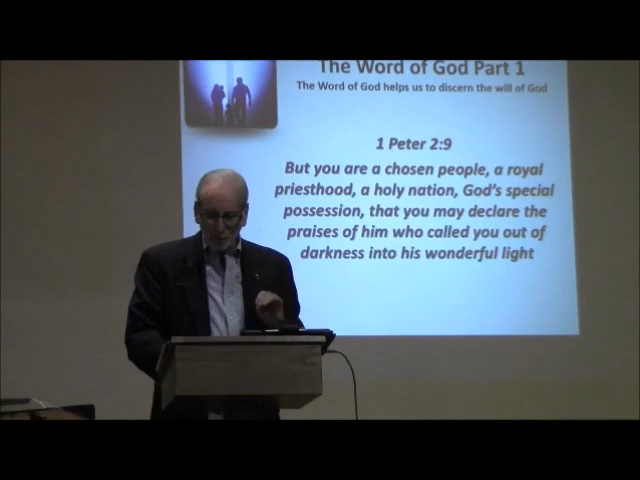 The Word of God Part 1
The Word of God helps us to discern the will of God
1 Peter 2:9
But you are a chosen people, a royal
priesthood, a holy nation, God's special
possession, that you may declare the
praises of him who called you out of
darkness into his wonderful light